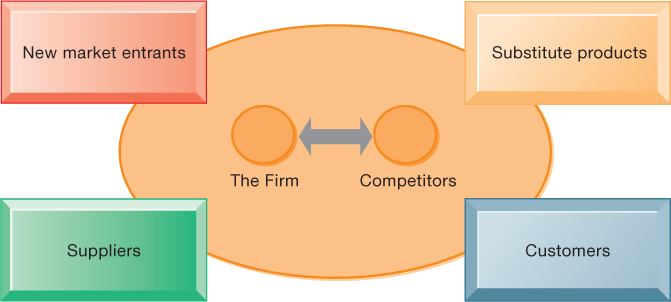 New market entrants
Substitute products
The Firm
Competitors
Suppliers
Customers